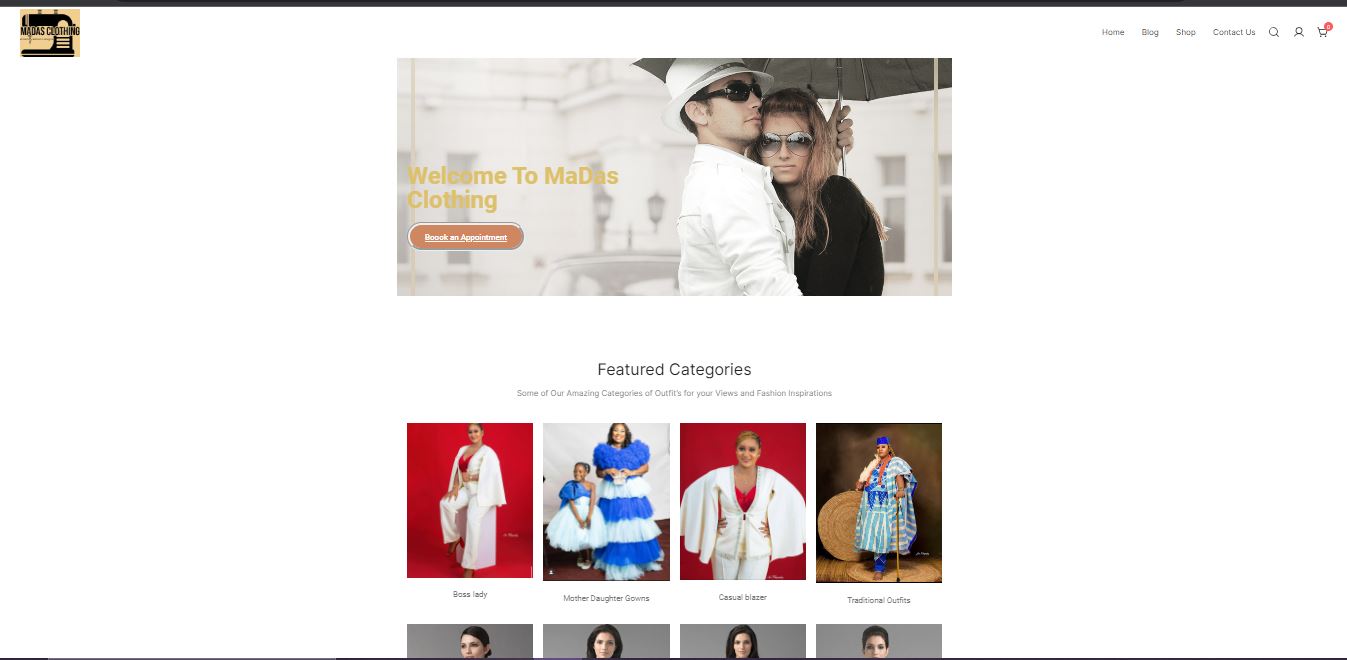 MADAS CLOTHING
Home
Blog
Shop
Contact Us
0
Welcome To MaDas
Clothing
Boook an Appointment
Featured Categories
Some of Our Amazing Categories of Outfit's for your Views and Fashion Inspirations
Boss lady
Mother Daughter Gowns
Casual blazer
Traditional Outfits